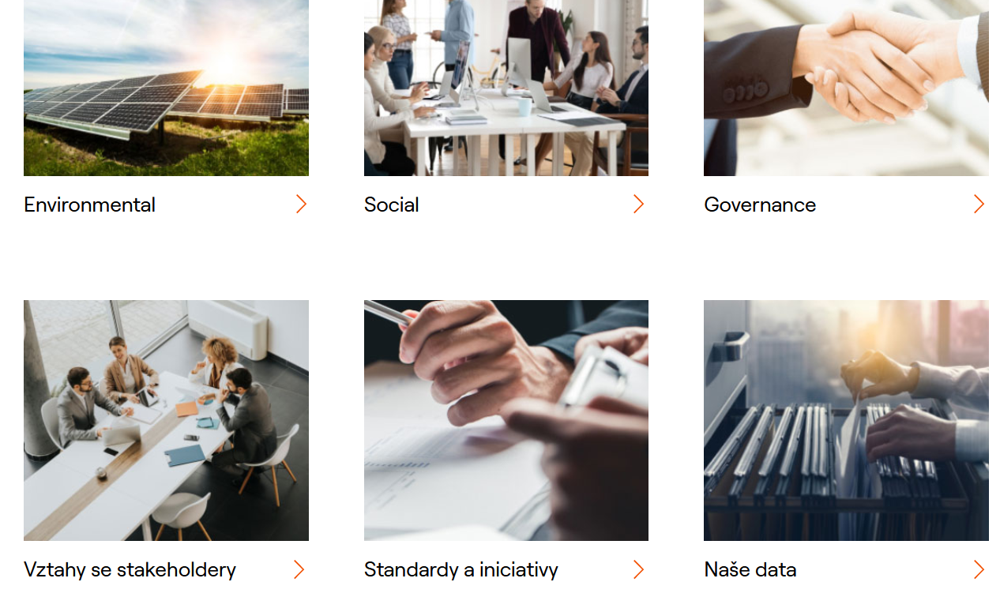 Environmental
Social
Governance
Vztahy se stakeholdery
Standardy a iniciativy
Naše data